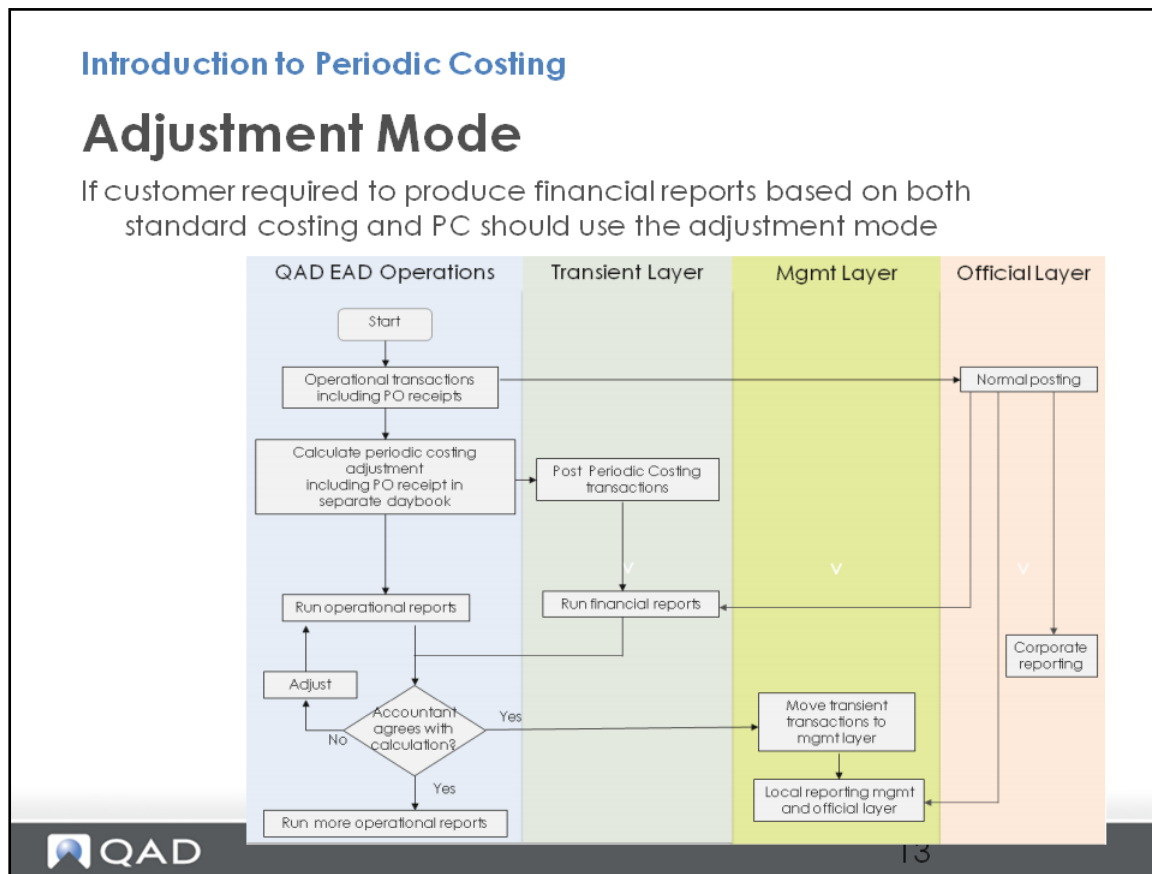 Introduction to Periodic Costing
Adjustment Mode
If customer required to produce financial reports based on both
standard costing and PC should use the adjustment mode
QAD EAD Operations
Transient Layer
Mgmt Layer
Official Layer
Start
Operational transactions
including PO receipts
Normal posting
Calculate periodic costing
adjustment
including PO receipt in
separate daybook
Post Periodic Costing
transactions
v
v
v
Run operational reports
Run financial reports
Corporate
reporting
Adjust
Accountant
agrees with
calculation?
Yes
No
Move transient
transactions to
mgmt layer
Yes
Local reporting mgmt
and official layer
Run more operational reports
QAD
13